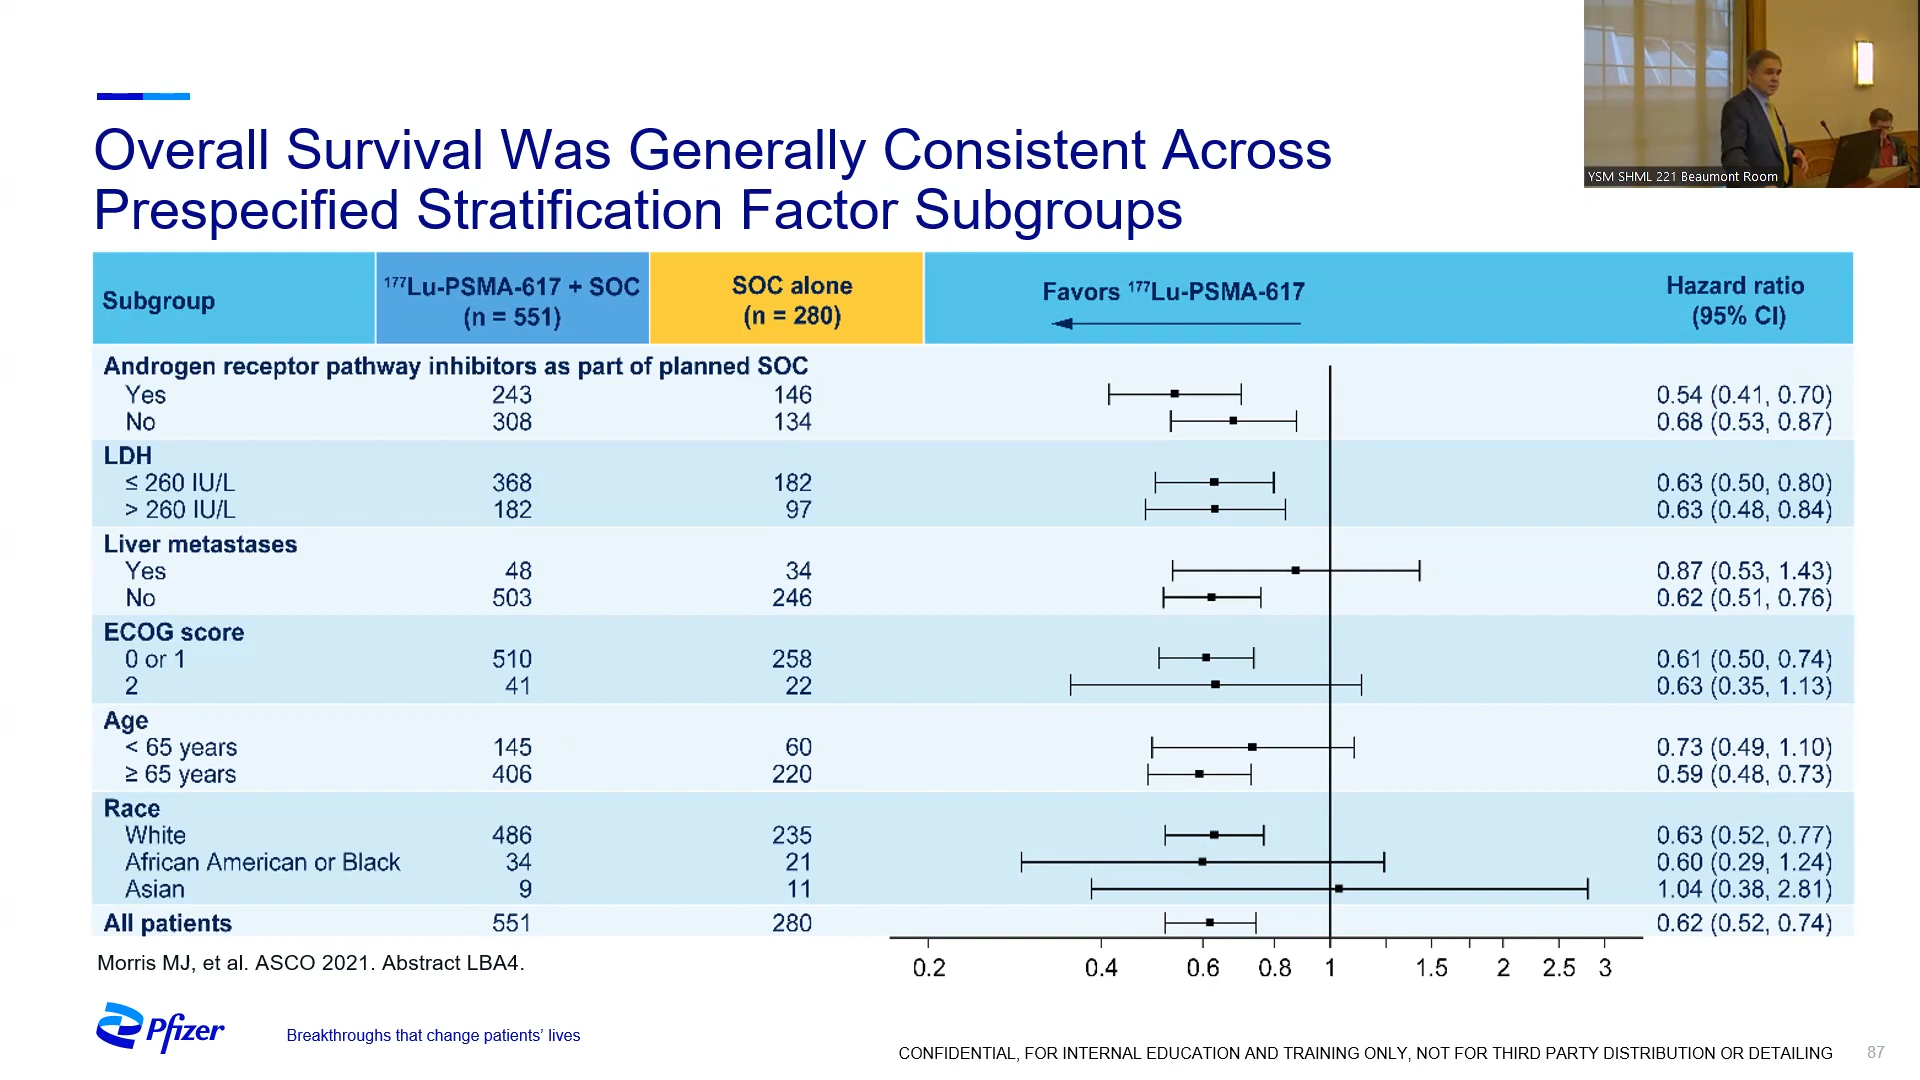 YSM SHML 221 Beaumont Room
Overall Survival Was Generally Consistent Across
Prespecified Stratification Factor Subgroups
Subgroup
¹⁷⁷Lu-PSMA-617 + SOC
(n = 551)
SOC alone
(n = 280)
Favors ¹⁷⁷Lu-PSMA-617
Hazard ratio
(95% CI)
Androgen receptor pathway inhibitors as part of planned SOC
Yes 243 146 0.54 (0.41, 0.70)
No 308 134 0.68 (0.53, 0.87)
LDH
≤ 260 IU/L 368 182 0.63 (0.50, 0.80)
> 260 IU/L 182 97 0.63 (0.48, 0.84)
Liver metastases
Yes 48 34 0.87 (0.53, 1.43)
No 503 246 0.62 (0.51, 0.76)
ECOG score
0 or 1 510 258 0.61 (0.50, 0.74)
2 41 22 0.63 (0.35, 1.13)
Age
< 65 years 145 60 0.73 (0.49, 1.10)
≥ 65 years 406 220 0.59 (0.48, 0.73)
Race
White 486 235 0.63 (0.52, 0.77)
African American or Black 34 21 0.60 (0.29, 1.24)
Asian 9 11 1.04 (0.38, 2.81)
All patients 551 280 0.62 (0.52, 0.74)
0.2 0.4 0.6 0.8 1 1.5 2 2.5 3
Morris MJ, et al. ASCO 2021. Abstract LBA4.
Pfizer
Breakthroughs that change patients’ lives
CONFIDENTIAL, FOR INTERNAL EDUCATION AND TRAINING ONLY, NOT FOR THIRD PARTY DISTRIBUTION OR DETAILING
87